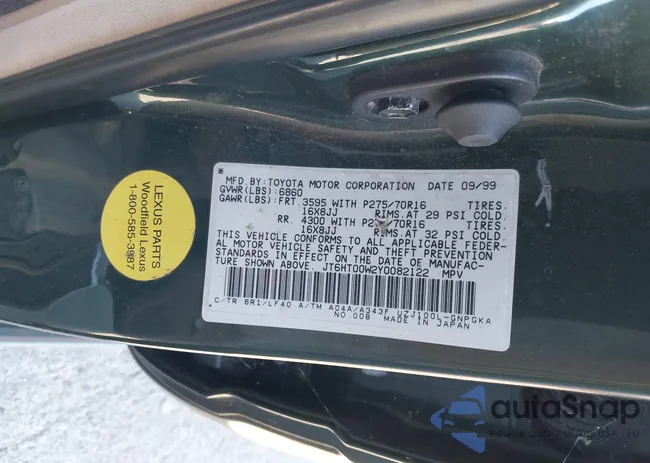 LEXUS PARTS
Woodfield Lexus
1-800-585-3987
MFD.BY:TOYOTA MOTOR CORPORATION DATE 09/99
GVWR(LBS):6860
GAWR(LBS):FRT.3595 WITH P275/70R16 TIRES.
16X8JJ RIMS.AT 29 PSI COLD.
RR. 4300 WITH P275/70R16 TIRES.
16X8JJ RIMS.AT 32 PSI COLD.
THIS VEHICLE CONFORMS TO ALL APPLICABLE FEDER-
AL MOTOR VEHICLE SAFETY AND THEFT PREVENTION
STANDARDS IN EFFECT ON THE DATE OF MANUFAC-
TURE SHOWN ABOVE. JT6HT00W2Y0082122 MPV
C/TR 6R1/LF40.A/TM A04A/A343F UZJ100L-GNPGKA
NO 008 MADE IN JAPAN
autoSnap